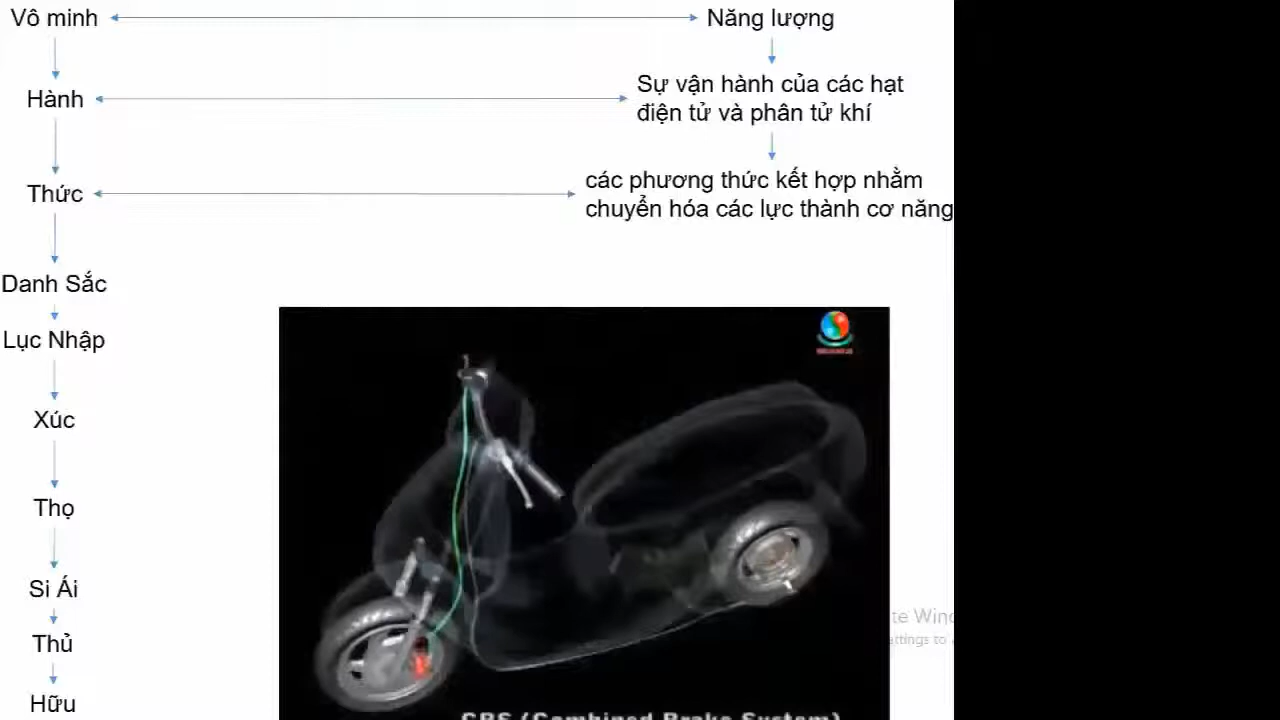 Vô minh
Năng lượng
Hành
Sự vận hành của các hạt
điện tử và phân tử khí
Thức
các phương thức kết hợp nhằm
chuyển hóa các lực thành cơ năng
Danh Sắc
Lục Nhập
Xúc
Thọ
Si Ái
Thủ
Hữu
CBS (Combined Brake System)